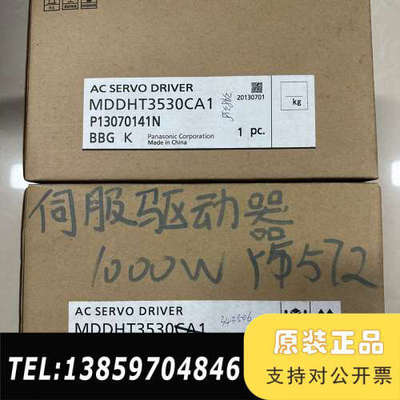 AC SERVO DRIVER
MDDHT3530CA1
20130701
kg
P13070141N
BBG K
Panasonic Corporation
Made in China
1 pc.
伺服驱动器
1000W
572
AC SERVO DRIVER
MDDHT3530CA1
TEL:13859704846
原装正品
支持对公开票